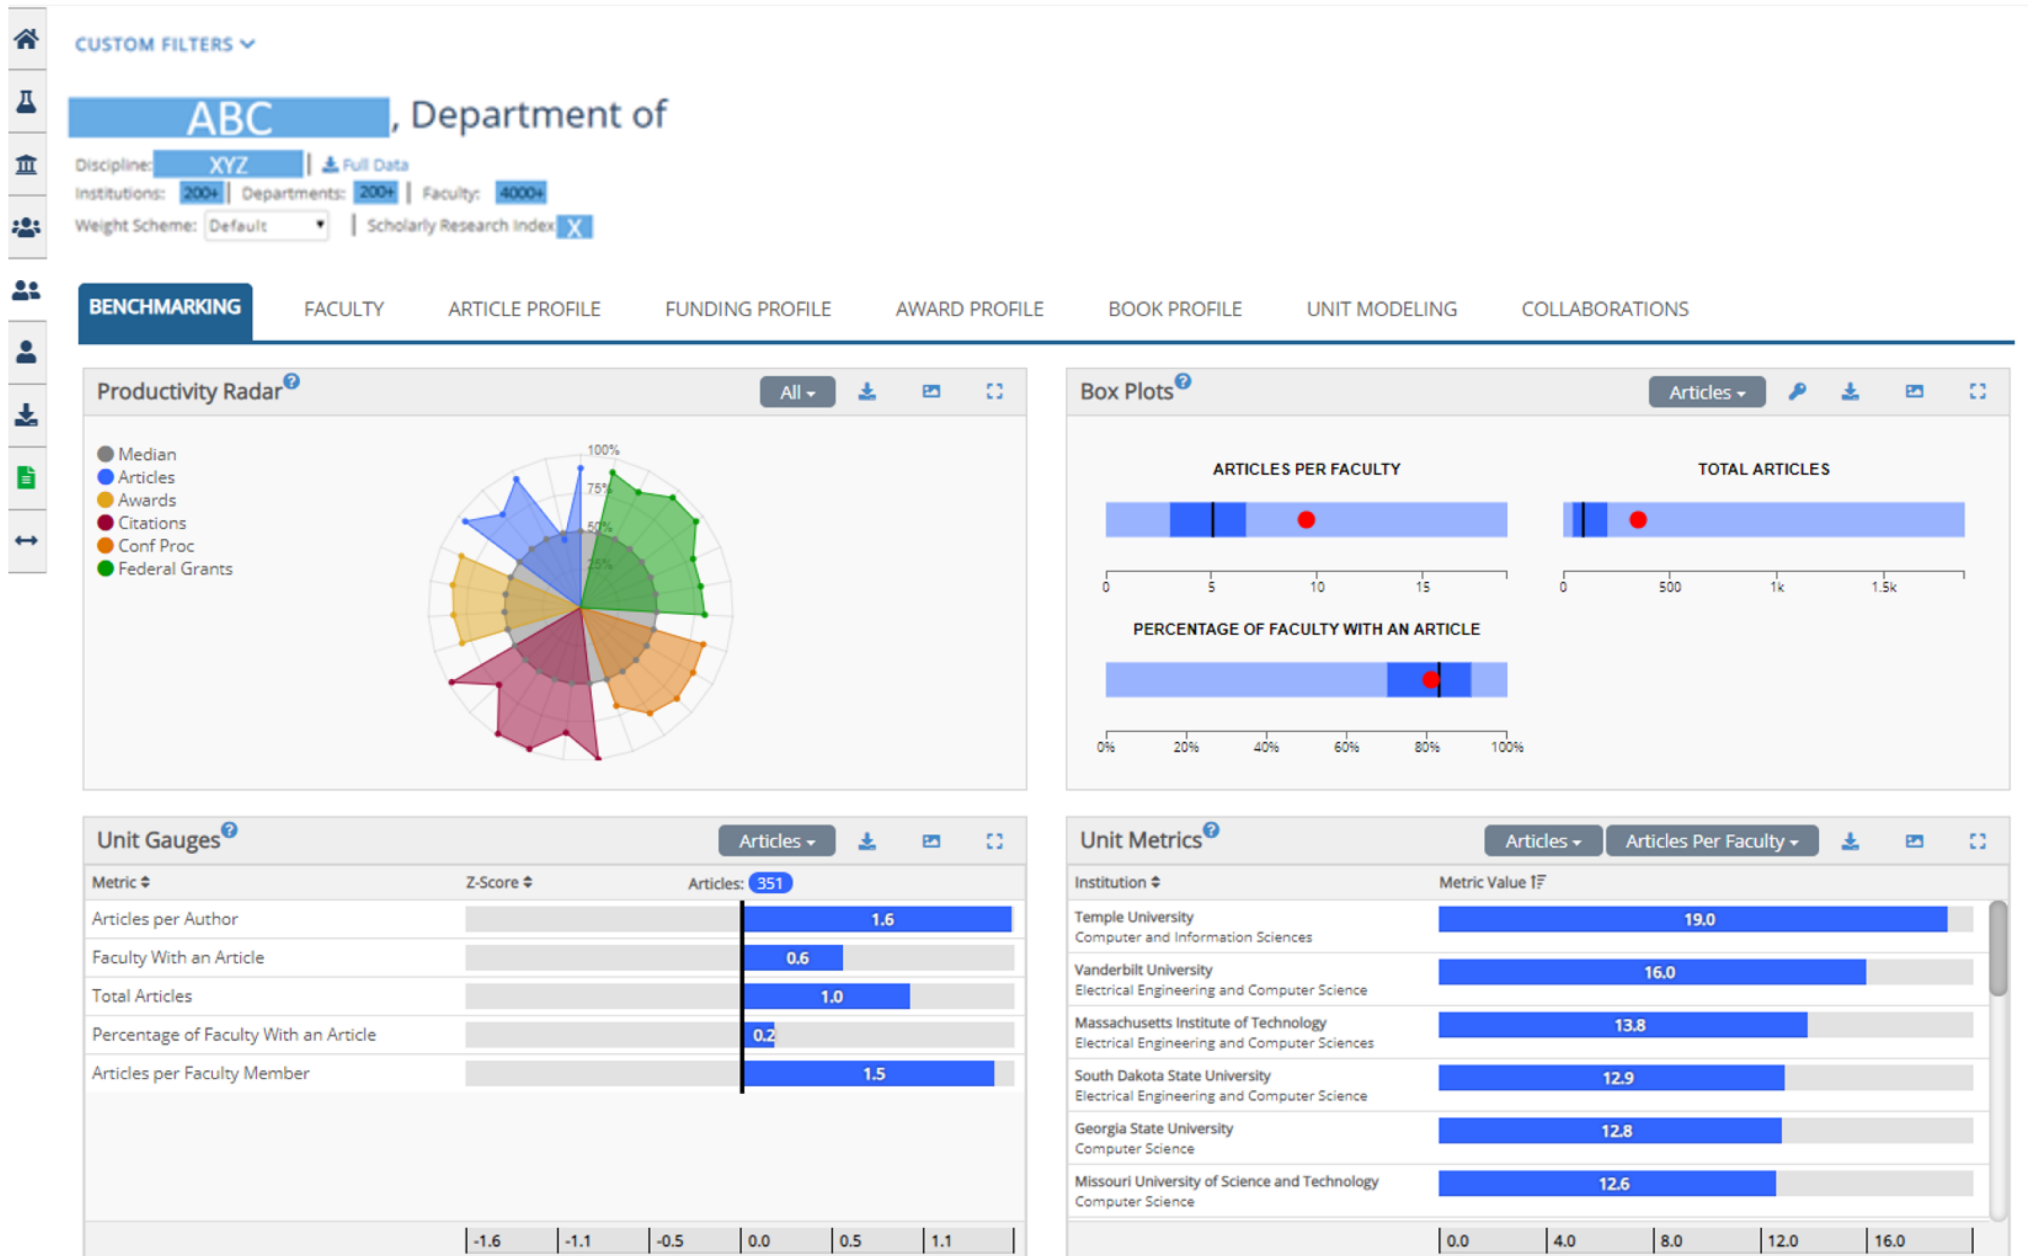 CUSTOM FILTERS
ABC, Department of
Discipline: XYZ | Full Data
Institutions: 200+ | Departments: 200+ | Faculty: 4000+
Weight Scheme: Default | Scholarly Research Index X
BENCHMARKING FACULTY ARTICLE PROFILE FUNDING PROFILE AWARD PROFILE BOOK PROFILE UNIT MODELING COLLABORATIONS
Productivity Radar? All
Median
Articles
Awards
Citations
Conf Proc
Federal Grants
100%
75%
50%
25%
Box Plots? Articles
ARTICLES PER FACULTY
0 5 10 15
TOTAL ARTICLES
0 500 1k 1.5k
PERCENTAGE OF FACULTY WITH AN ARTICLE
0% 20% 40% 60% 80% 100%
Unit Gauges? Articles
Metric Z-Score Articles: 351
Articles per Author 1.6
Faculty With an Article 0.6
Total Articles 1.0
Percentage of Faculty With an Article 0.2
Articles per Faculty Member 1.5
-1.6 -1.1 -0.5 0.0 0.5 1.1
Unit Metrics? Articles Articles Per Faculty
Institution Metric Value
Temple University 19.0
Computer and Information Sciences
Vanderbilt University 16.0
Electrical Engineering and Computer Science
Massachusetts Institute of Technology 13.8
Electrical Engineering and Computer Sciences
South Dakota State University 12.9
Electrical Engineering and Computer Science
Georgia State University 12.8
Computer Science
Missouri University of Science and Technology 12.6
Computer Science
0.0 4.0 8.0 12.0 16.0